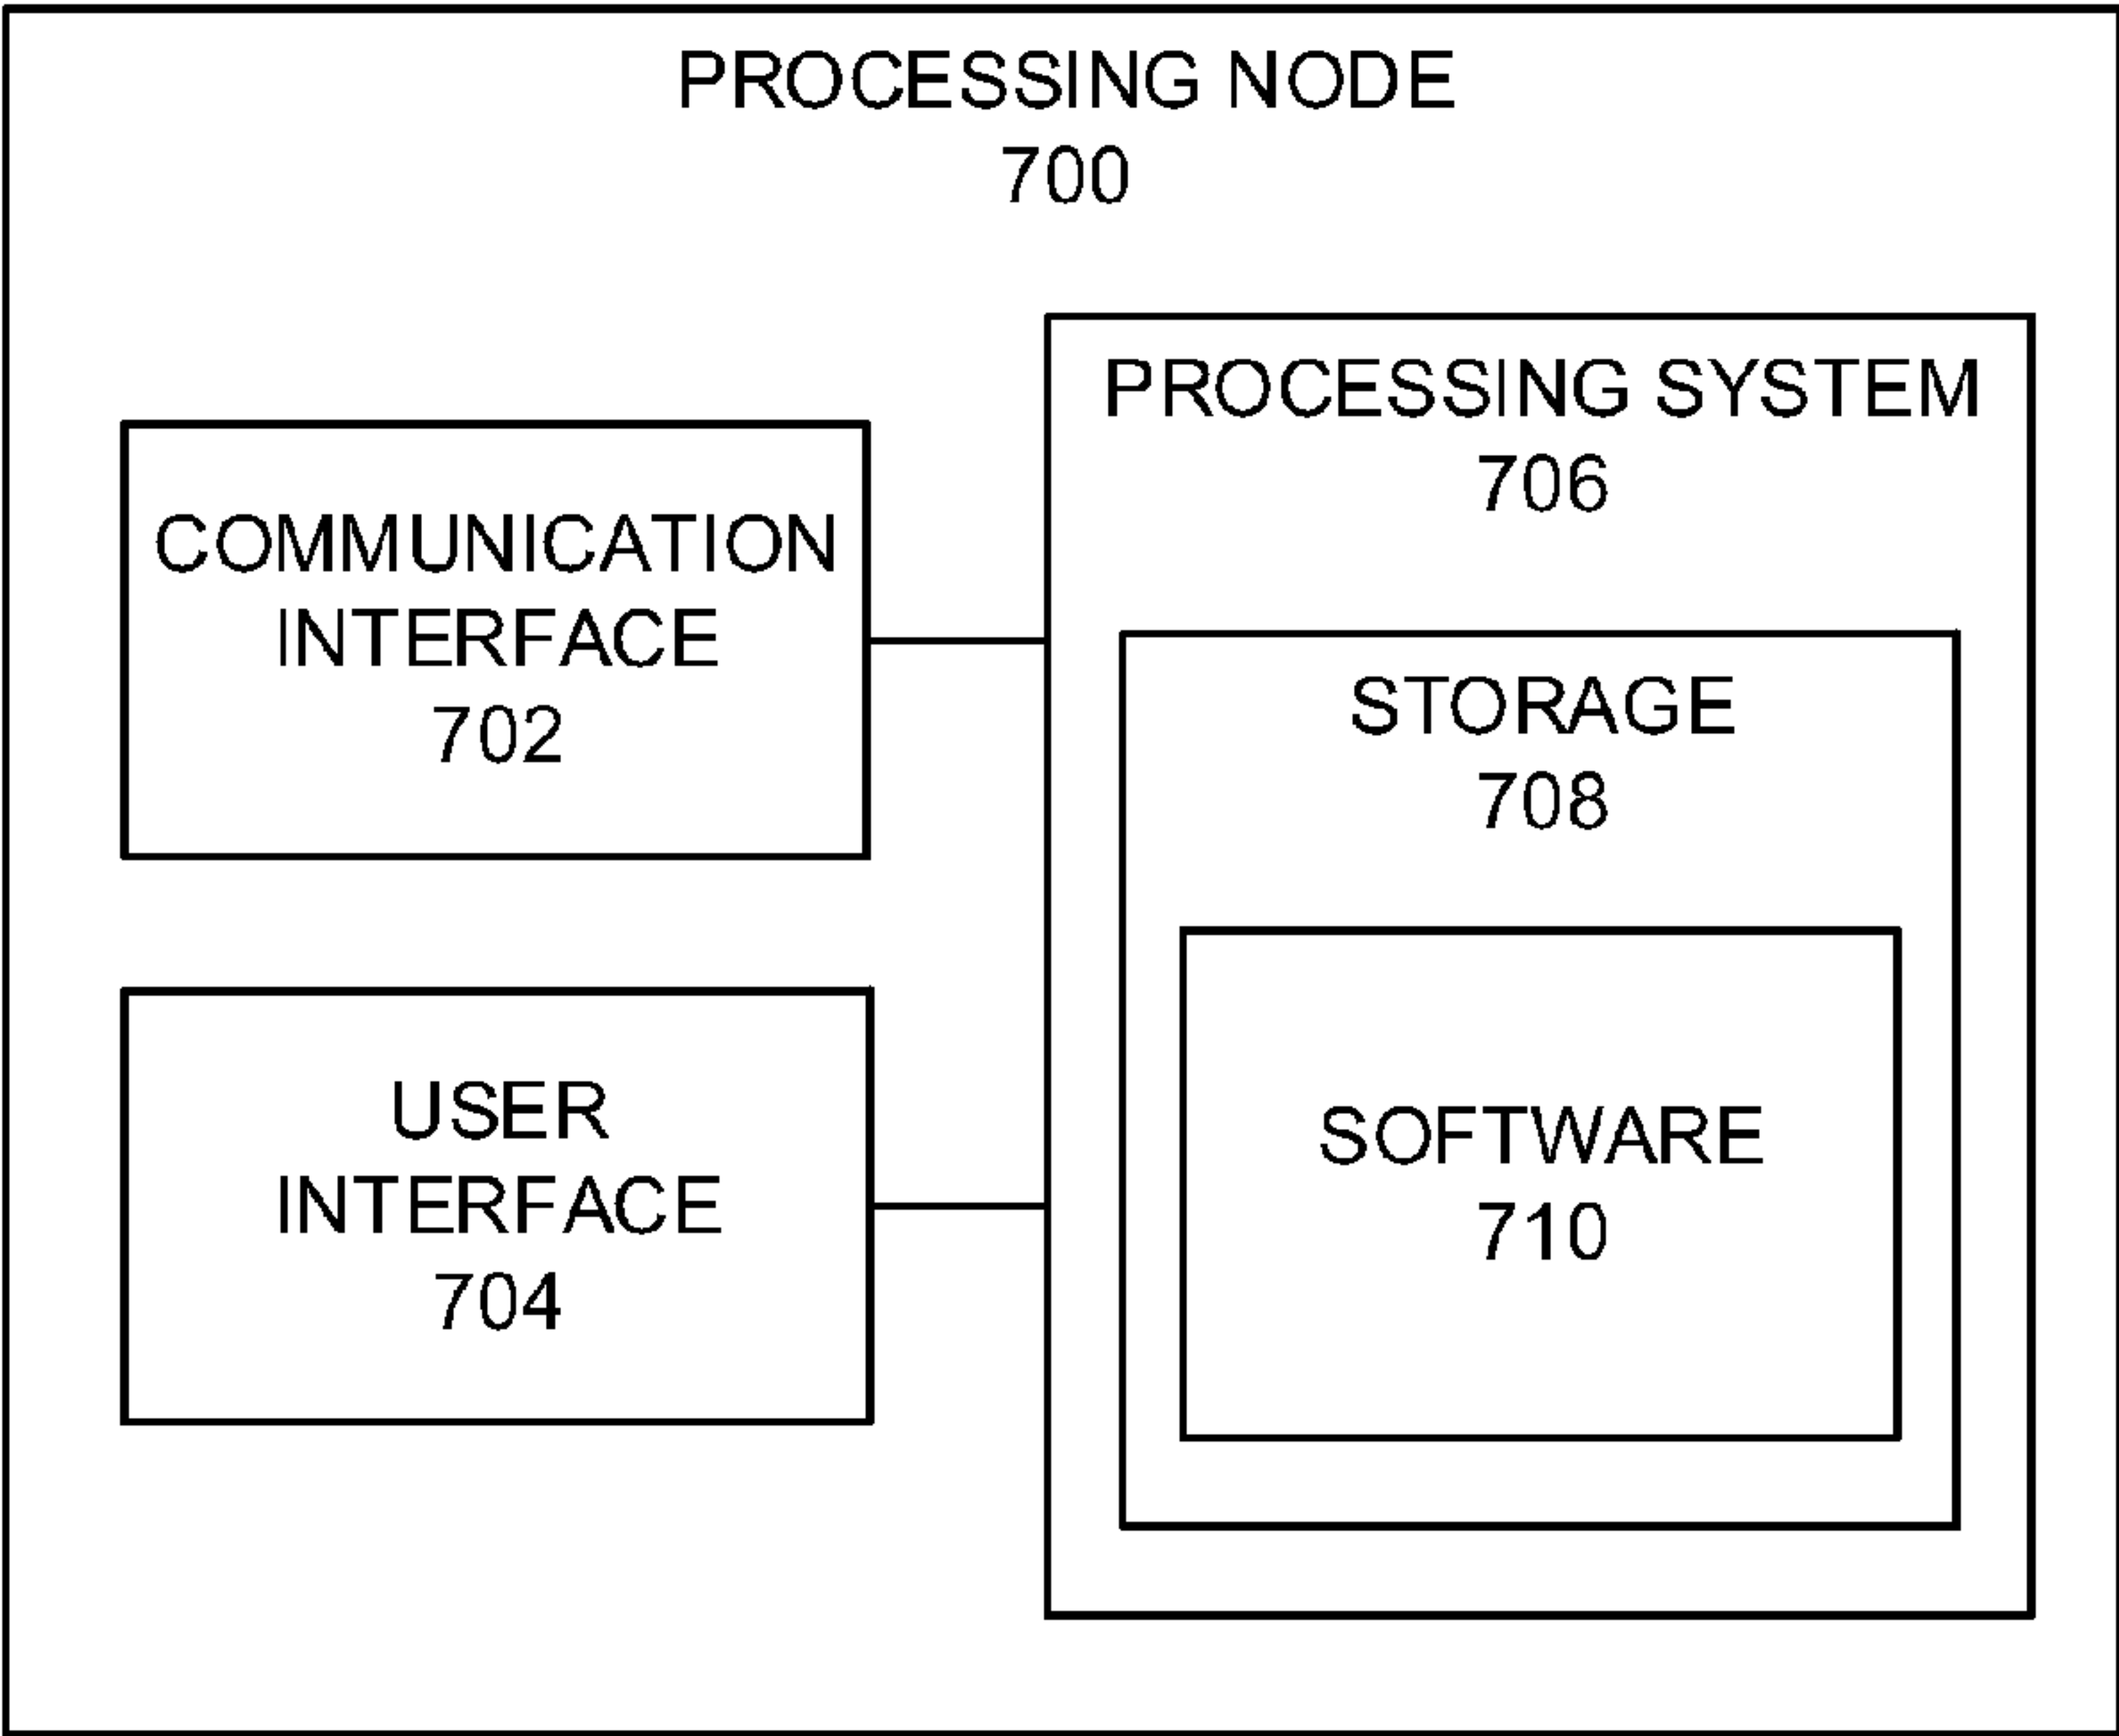 PROCESSING NODE
700
COMMUNICATION
INTERFACE
702
USER
INTERFACE
704
PROCESSING SYSTEM
706
STORAGE
708
SOFTWARE
710